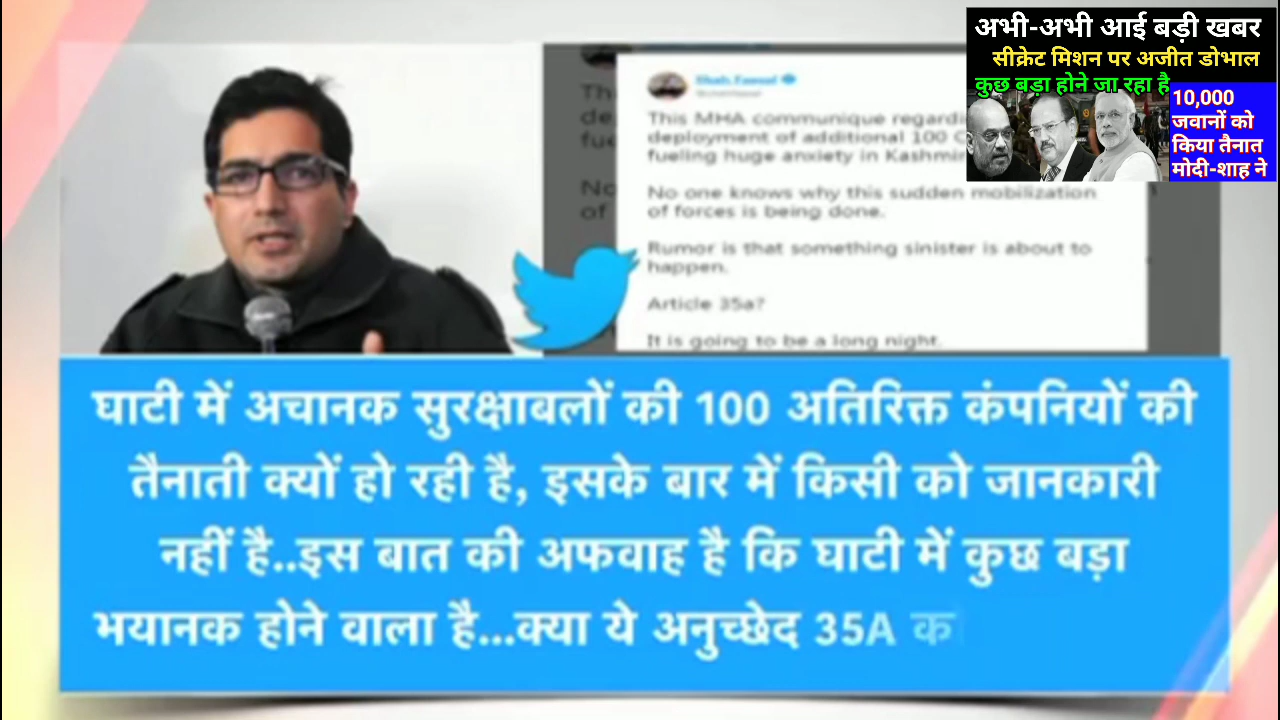 अभी-अभी आई बड़ी खबर
सीक्रेट मिशन पर अजीत डोभाल
कुछ बड़ा होने जा रहा है
10,000
जवानों को
किया तैनात
मोदी-शाह ने
Shah Faesal
This MHA communique regardi
deployment of additional 100 C
fueling huge anxiety in Kashmir
No one knows why this sudden mobilization
of forces is being done.
Rumor is that something sinister is about to
happen.
Article 35a?
It is going to be a long night.
घाटी में अचानक सुरक्षाबलों की 100 अतिरिक्त कंपनियों की
तैनाती क्यों हो रही है, इसके बार में किसी को जानकारी
नहीं है..इस बात की अफवाह है कि घाटी में कुछ बड़ा
भयानक होने वाला है...क्या ये अनुच्छेद 35A क